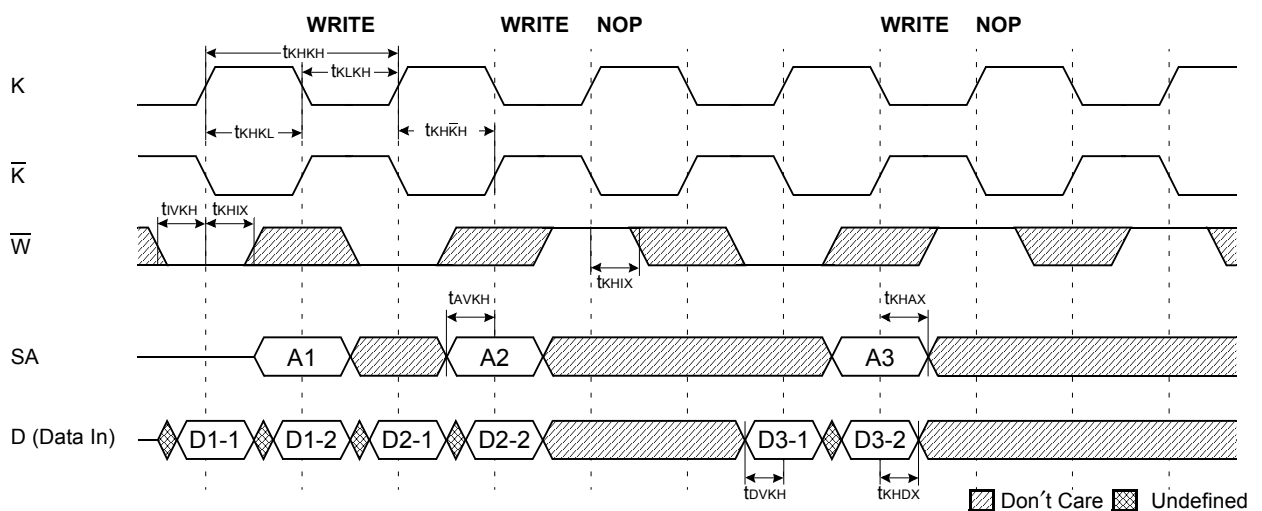 WRITE WRITE NOP WRITE NOP
tKHKH
tKLKH
K
tKHKL tKHK̅H
K̅
tIVKH tKHIX
W̅
tKHIX
tAVKH tKHAX
SA A1 A2 A3
D (Data In) D1-1 D1-2 D2-1 D2-2 D3-1 D3-2
tDVKH tKHDX
Don′t Care Undefined